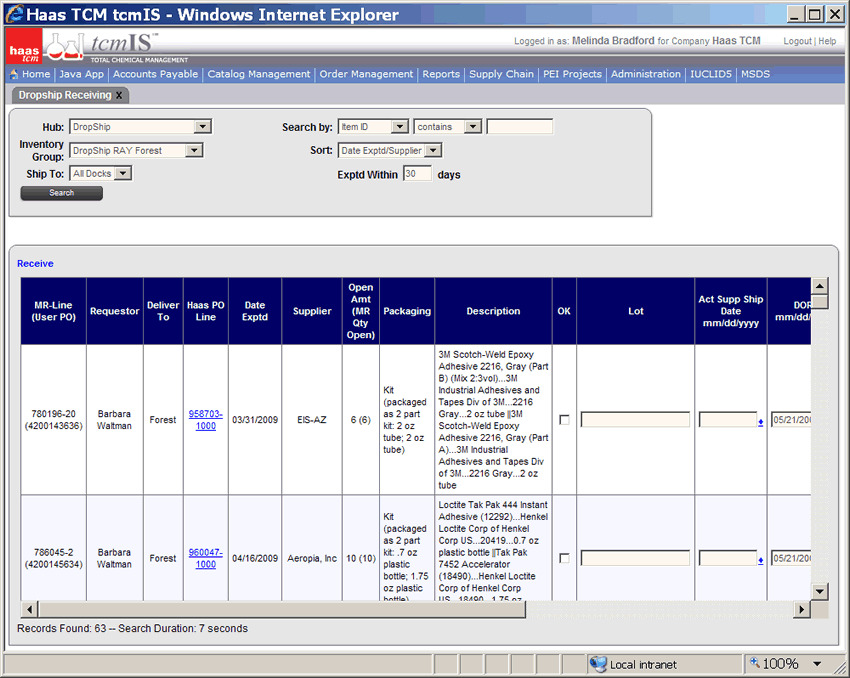 Haas TCM tcmIS - Windows Internet Explorer
haas tcm
tcmIS™
TOTAL CHEMICAL MANAGEMENT
Logged in as: Melinda Bradford for Company Haas TCM
Logout | Help
Home | Java App | Accounts Payable | Catalog Management | Order Management | Reports | Supply Chain | PEI Projects | Administration | IUCLID5 | MSDS
Dropship Receiving x
Hub: DropShip
Search by: Item ID contains
Inventory Group: DropShip RAY Forest
Sort: Date Exptd/Supplier
Ship To: All Docks
Exptd Within 30 days
Search
Receive
MR-Line
(User PO)
Requestor
Deliver
To
Haas PO
Line
Date
Exptd
Supplier
Open
Amt
(MR
Qty
Open)
Packaging
Description
OK
Lot
Act Supp Ship
Date
mm/dd/yyyy
DOR
mm/dd/
780196-20
(4200143636)
Barbara
Waltman
Forest
958703-
1000
03/31/2009
EIS-AZ
6 (6)
Kit
(packaged
as 2 part
kit: 2 oz
tube; 2 oz
tube)
3M Scotch-Weld Epoxy
Adhesive 2216, Gray (Part
B) (Mix 2:3vol)...3M
Industrial Adhesives and
Tapes Div of 3M...2216
Gray...2 oz tube ||3M
Scotch-Weld Epoxy
Adhesive 2216, Gray (Part
A)...3M Industrial
Adhesives and Tapes Div
of 3M...2216 Gray...2 oz
tube
05/21/200
786045-2
(4200145634)
Barbara
Waltman
Forest
960047-
1000
04/16/2009
Aeropia, Inc
10 (10)
Kit
(packaged
as 2 part
kit: .7 oz
plastic
bottle; 1.75
oz plastic
bottle)
Loctite Tak Pak 444 Instant
Adhesive (12292)...Henkel
Loctite Corp of Henkel
Corp US...20419...0.7 oz
plastic bottle ||Tak Pak
7452 Accelerator
(18490)...Henkel Loctite
Corp of Henkel Corp
US...18490...1.75 oz
05/21/200
Records Found: 63 -- Search Duration: 7 seconds
Local intranet
100%